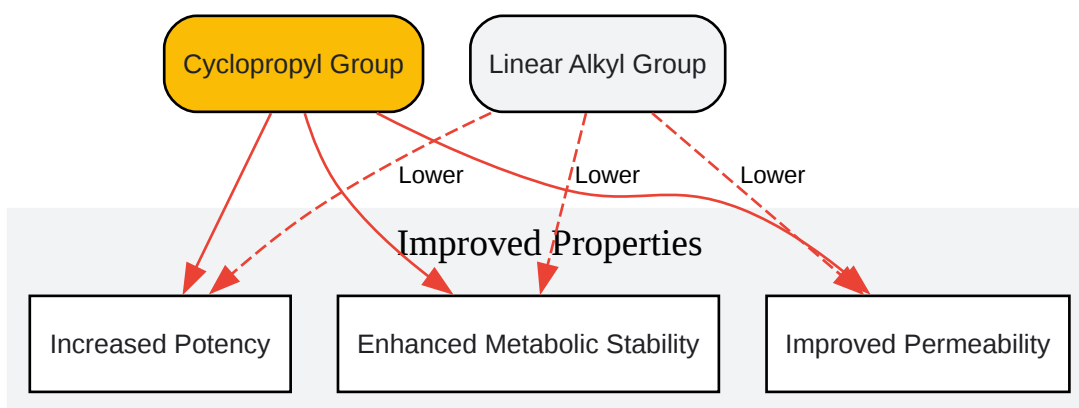 Cyclopropyl Group
Linear Alkyl Group
Lower
Lower
Lower
Improved Properties
Increased Potency
Enhanced Metabolic Stability
Improved Permeability